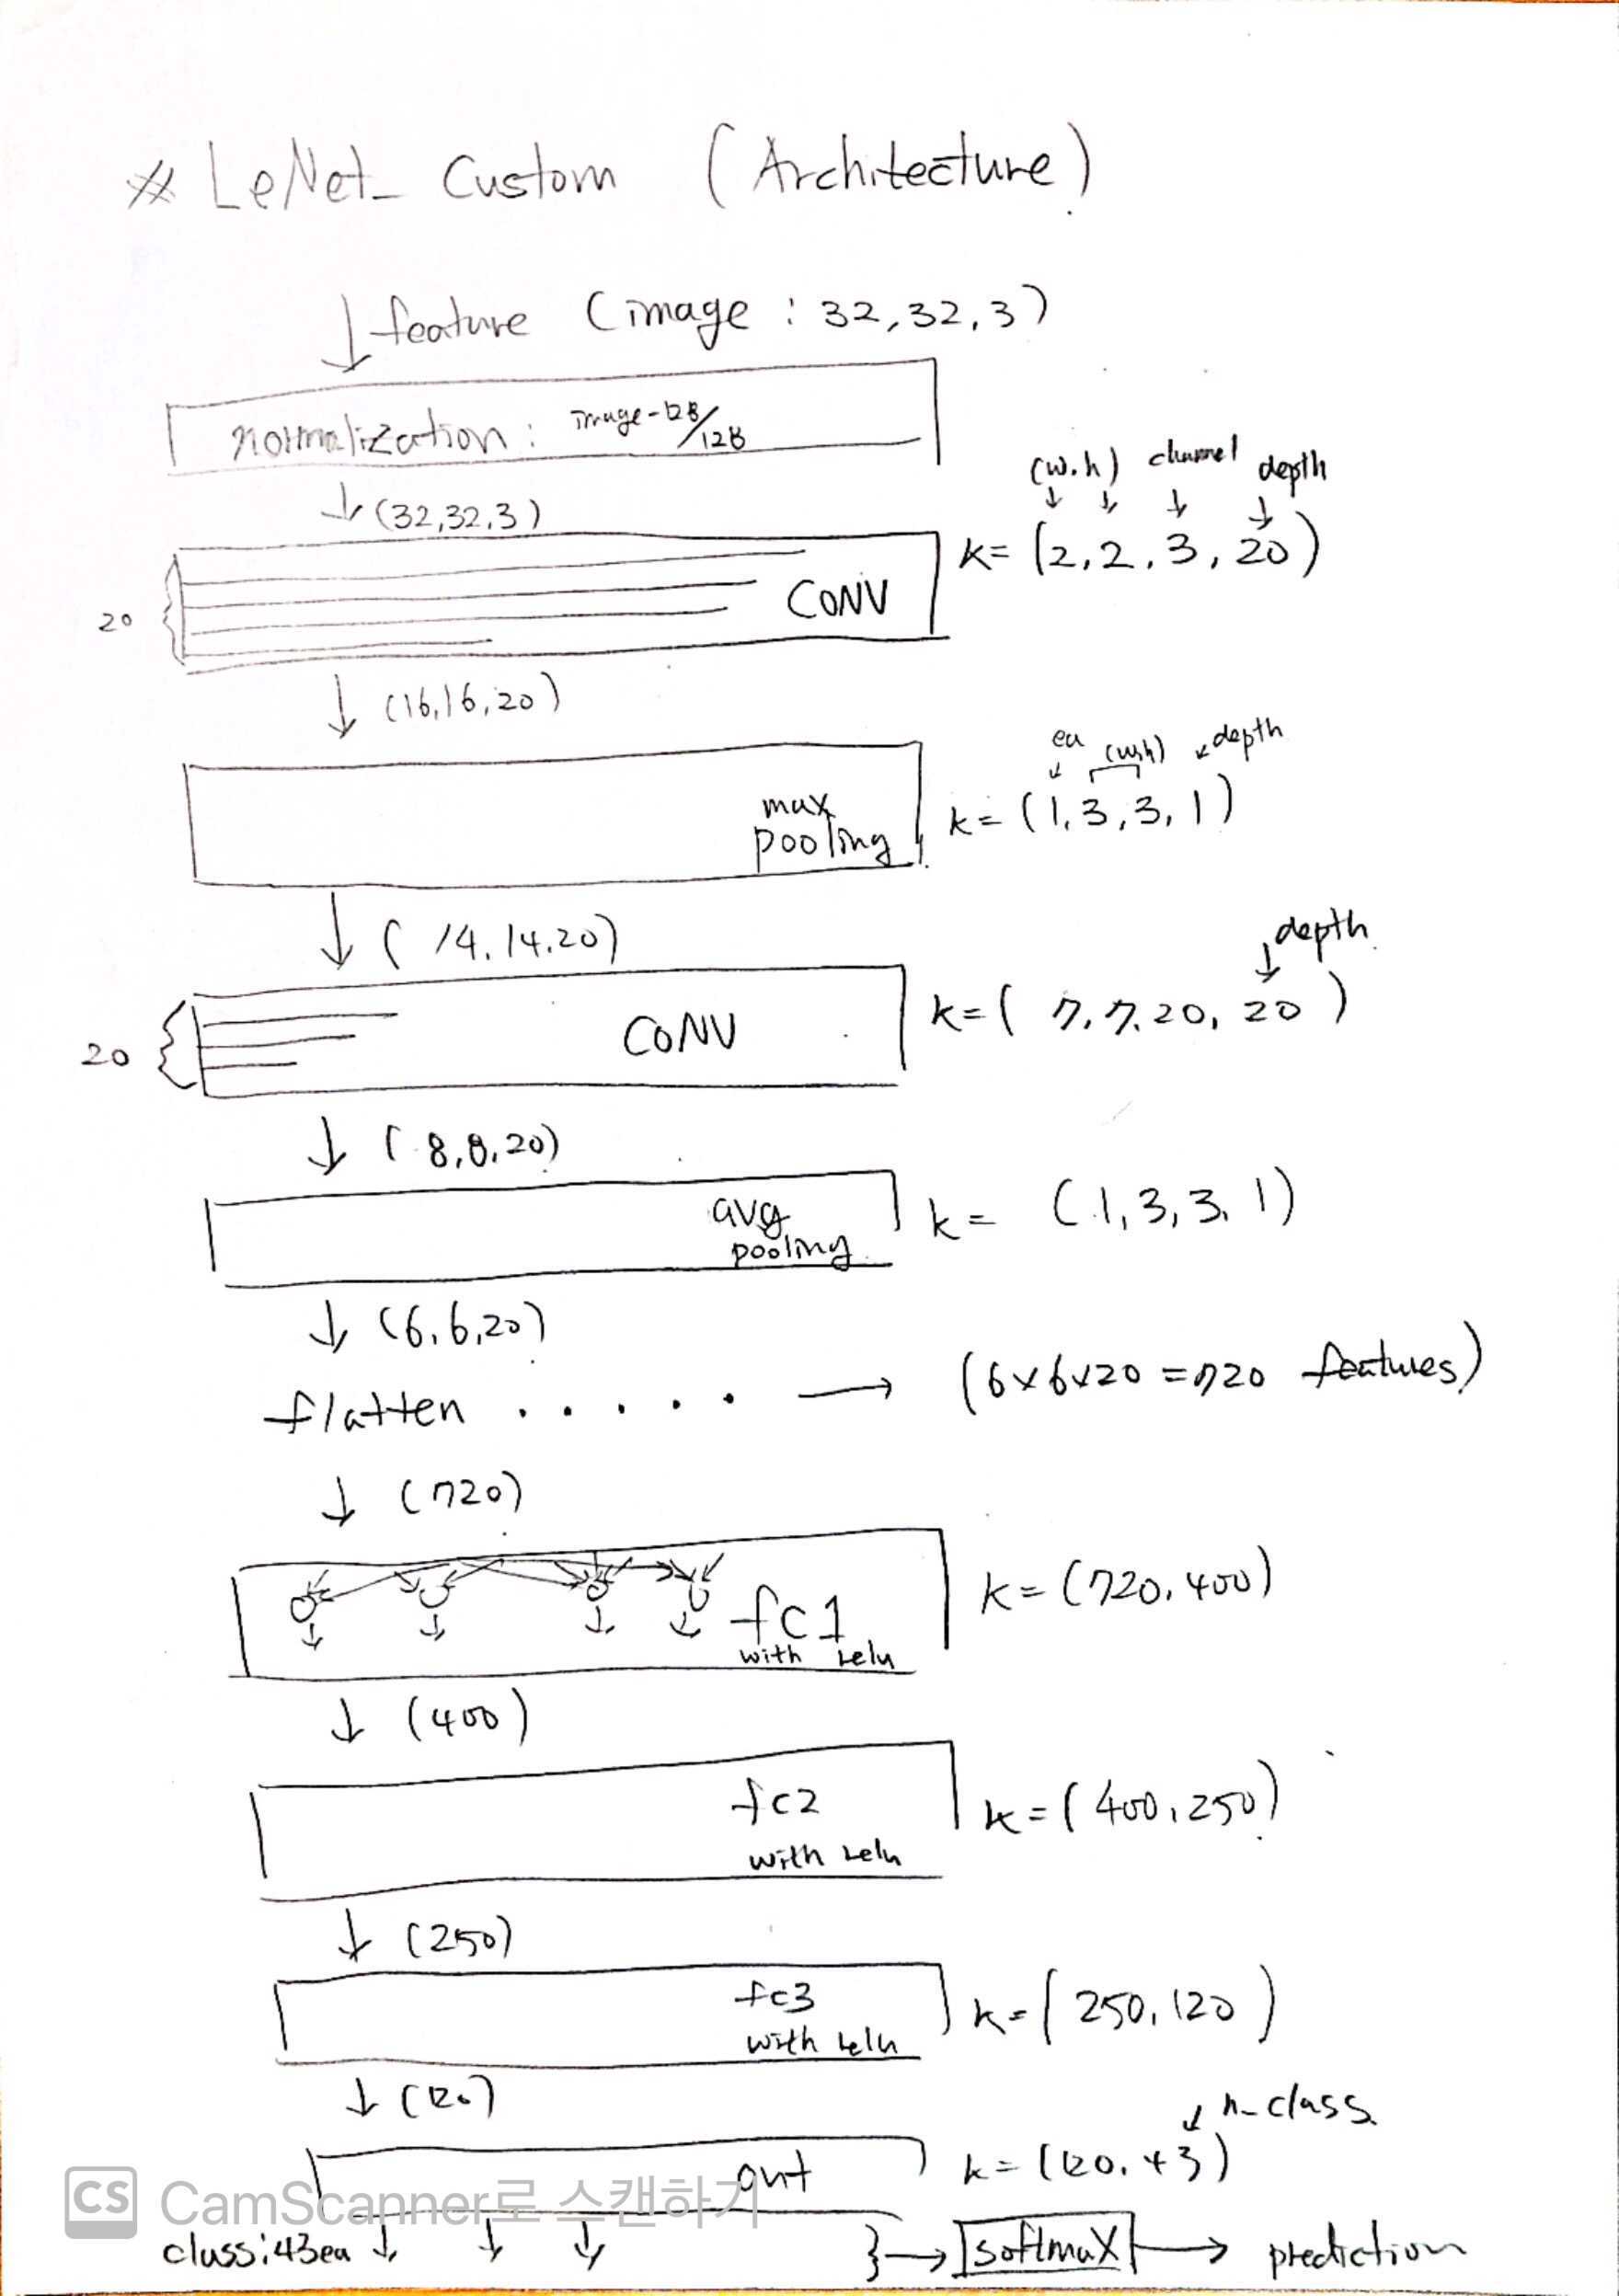 ※ LeNet_ Custom (Architecture)
↓ feature (image : 32,32,3)
normalization : image-128/128
↓ (32,32,3)
(w.h) channel depth
k= (2,2,3,20)
20
CONV
↓ (16,16,20)
ea (w,h) depth
max
pooling
k= (1,3,3,1)
↓ (14,14,20)
depth
20
CONV
k= (7,7,20,20)
↓ (8,8,20)
avg
pooling
k= (1,3,3,1)
↓ (6,6,20)
flatten ..... → (6x6x20=720 features)
↓ (720)
fc1
with relu
k= (720,400)
↓ (400)
fc2
with relu
k= (400,250)
↓ (250)
fc3
with relu
k= (250,120)
↓ (120)
n_class
out
k= (120,43)
CS CamScanner로 스캔하기
class:43ea ↓ ↓ ↓ } → softmax → prediction